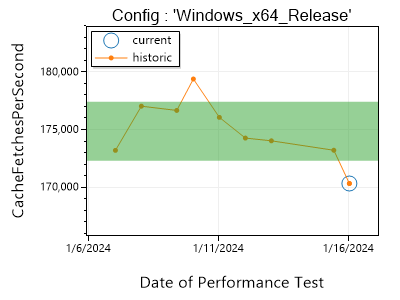 Config : 'Windows_x64_Release'
current
historic
CacheFetchesPerSecond
180,000
175,000
170,000
1/6/2024
1/11/2024
1/16/2024
Date of Performance Test